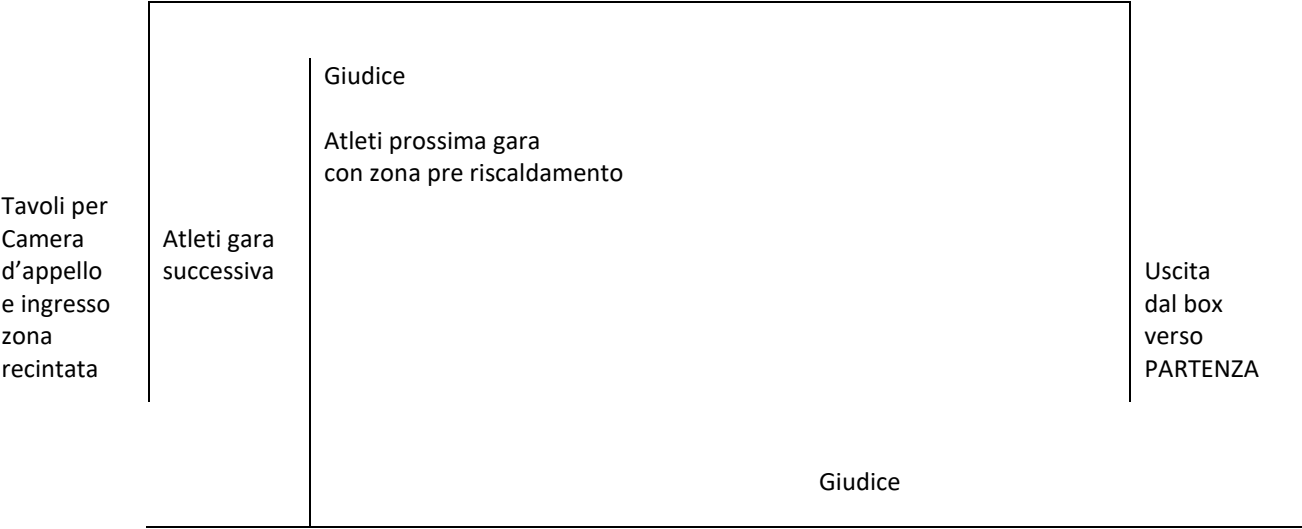 Giudice
Atleti prossima gara
con zona pre riscaldamento
Tavoli per
Camera
d’appello
e ingresso
zona
recintata
Atleti gara
successiva
Uscita
dal box
verso
PARTENZA
Giudice